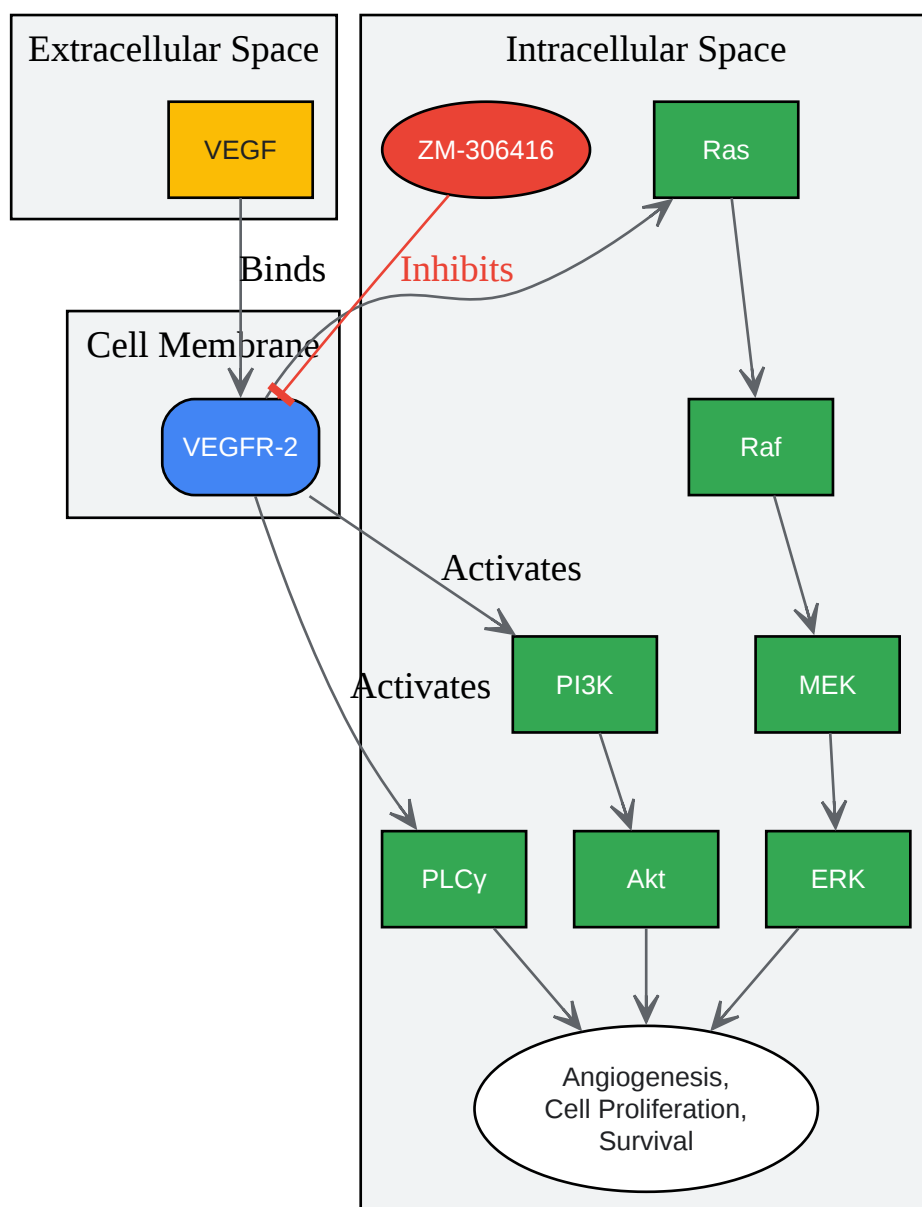 Extracellular Space
Intracellular Space
VEGF
ZM-306416
Ras
Binds
Inhibits
Cell Membrane
VEGFR-2
Raf
Activates
PI3K
MEK
Activates
PLCγ
Akt
ERK
Angiogenesis,
Cell Proliferation,
Survival